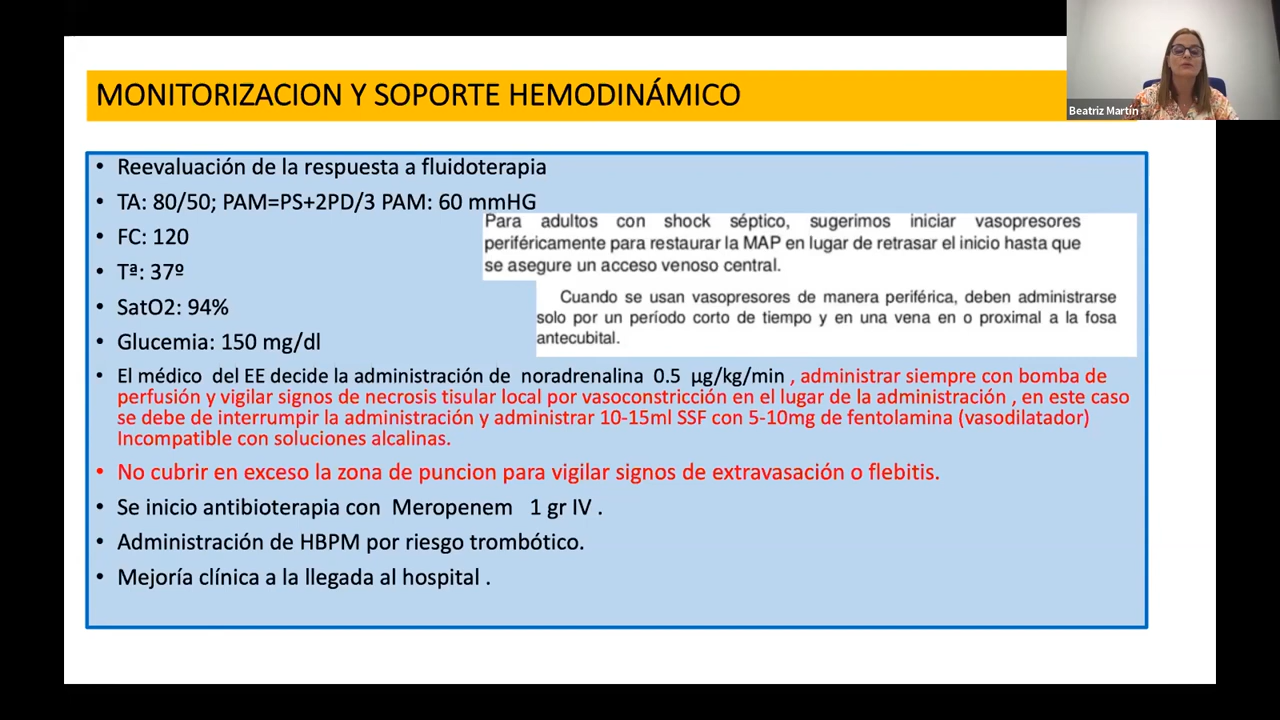 MONITORIZACION Y SOPORTE HEMODINÁMICO
Beatriz Martín
• Reevaluación de la respuesta a fluidoterapia
• TA: 80/50; PAM=PS+2PD/3 PAM: 60 mmHG
• FC: 120
• Tª: 37º
• SatO2: 94%
• Glucemia: 150 mg/dl
Para adultos con shock séptico, sugerimos iniciar vasopresores
periféricamente para restaurar la MAP en lugar de retrasar el inicio hasta que
se asegure un acceso venoso central.
Cuando se usan vasopresores de manera periférica, deben administrarse
solo por un período corto de tiempo y en una vena en o proximal a la fosa
antecubital.
• El médico del EE decide la administración de noradrenalina 0.5 µg/kg/min , administrar siempre con bomba de
perfusión y vigilar signos de necrosis tisular local por vasoconstricción en el lugar de la administración , en este caso
se debe de interrumpir la administración y administrar 10-15ml SSF con 5-10mg de fentolamina (vasodilatador)
Incompatible con soluciones alcalinas.
• No cubrir en exceso la zona de puncion para vigilar signos de extravasación o flebitis.
• Se inicio antibioterapia con Meropenem 1 gr IV .
• Administración de HBPM por riesgo trombótico.
• Mejoría clínica a la llegada al hospital .